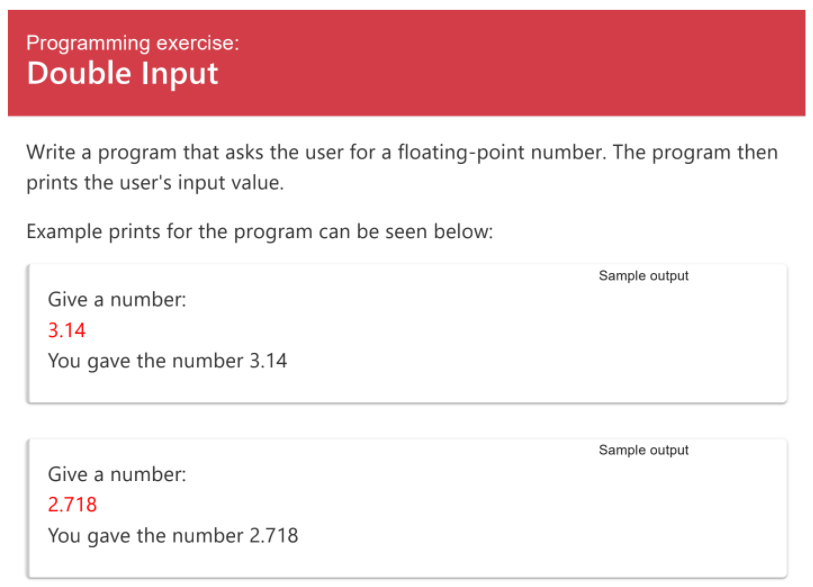 Programming exercise:
Double Input
Write a program that asks the user for a floating-point number. The program then
prints the user's input value.
Example prints for the program can be seen below:
Sample output
Give a number:
3.14
You gave the number 3.14
Sample output
Give a number:
2.718
You gave the number 2.718